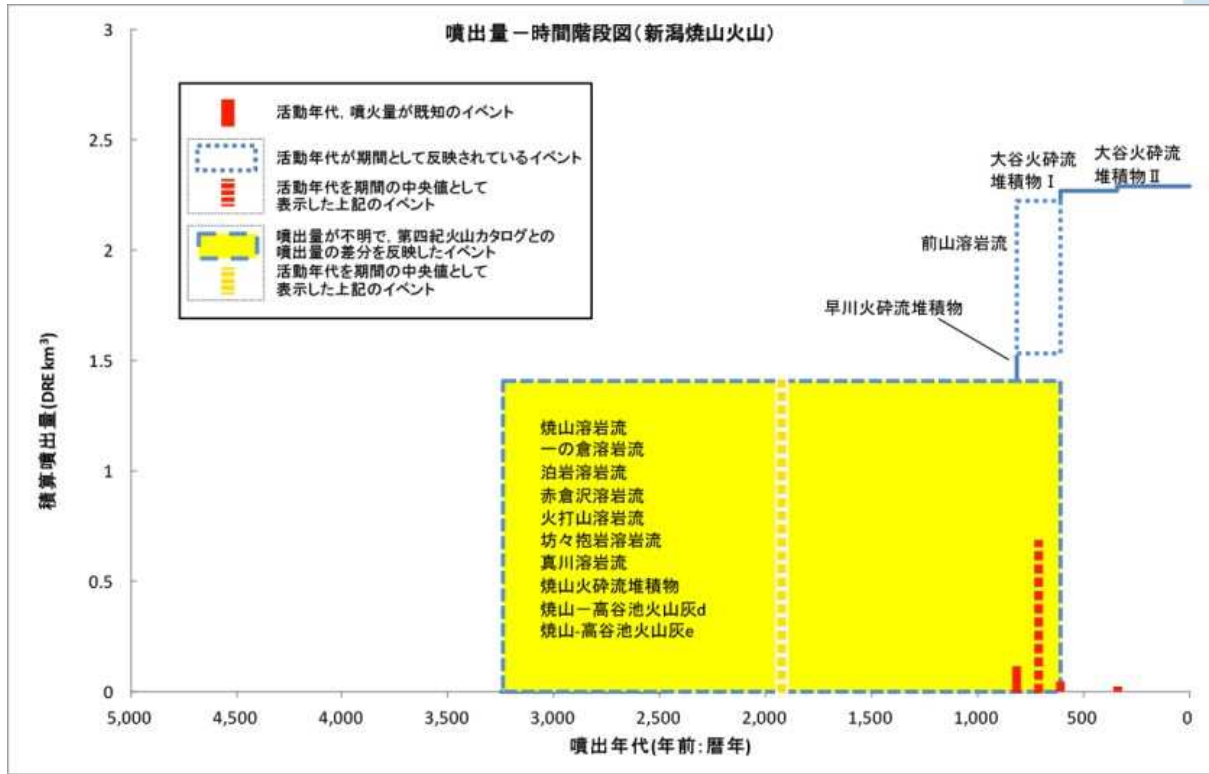 噴出量－時間階段図(新潟焼山火山)
3
2.5
2
1.5
1
0.5
0
積算噴出量(DRE km³)
活動年代，噴火量が既知のイベント
活動年代が期間として反映されているイベント
活動年代を期間の中央値として
表示した上記のイベント
噴出量が不明で，第四紀火山カタログとの
噴出量の差分を反映したイベント
活動年代を期間の中央値として
表示した上記のイベント
大谷火砕流
堆積物Ⅰ
大谷火砕流
堆積物Ⅱ
前山溶岩流
早川火砕流堆積物
焼山溶岩流
一の倉溶岩流
泊岩溶岩流
赤倉沢溶岩流
火打山溶岩流
坊々抱岩溶岩流
真川溶岩流
焼山火砕流堆積物
焼山－高谷池火山灰d
焼山-高谷池火山灰e
5,000 4,500 4,000 3,500 3,000 2,500 2,000 1,500 1,000 500 0
噴出年代(年前:暦年)